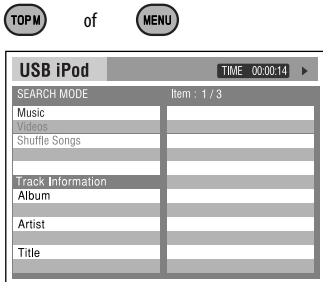 TOP M of MENU
USB iPod TIME 00:00:14
SEARCH MODE Item : 1 / 3
Music
Videos
Shuffle Songs
Track Information
Album
Artist
Title